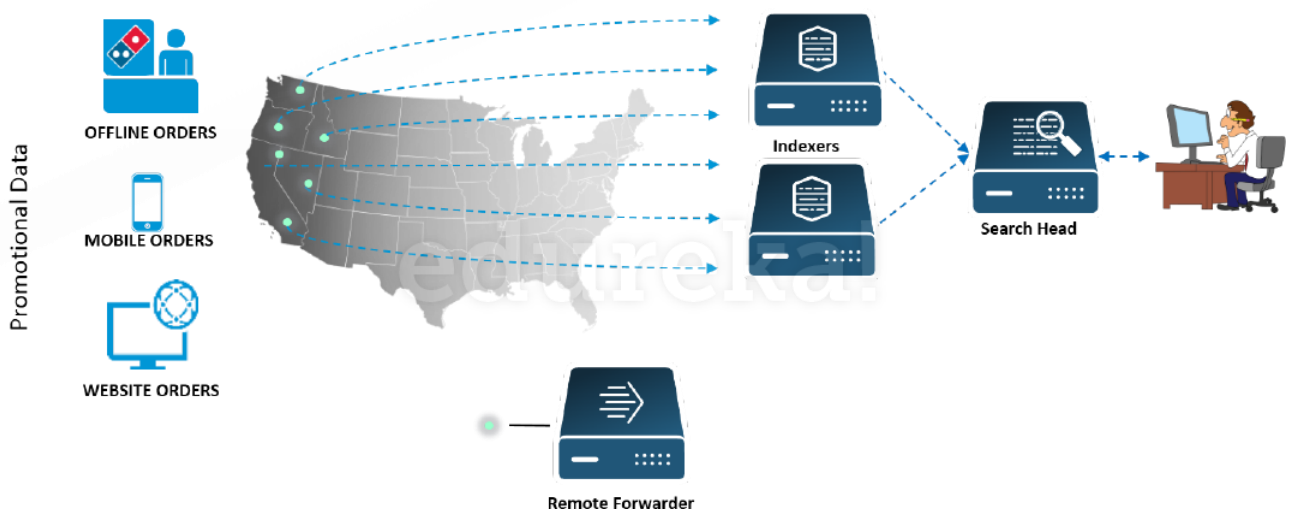 Promotional Data
OFFLINE ORDERS
MOBILE ORDERS
WEBSITE ORDERS
Indexers
Search Head
edureka!
Remote Forwarder